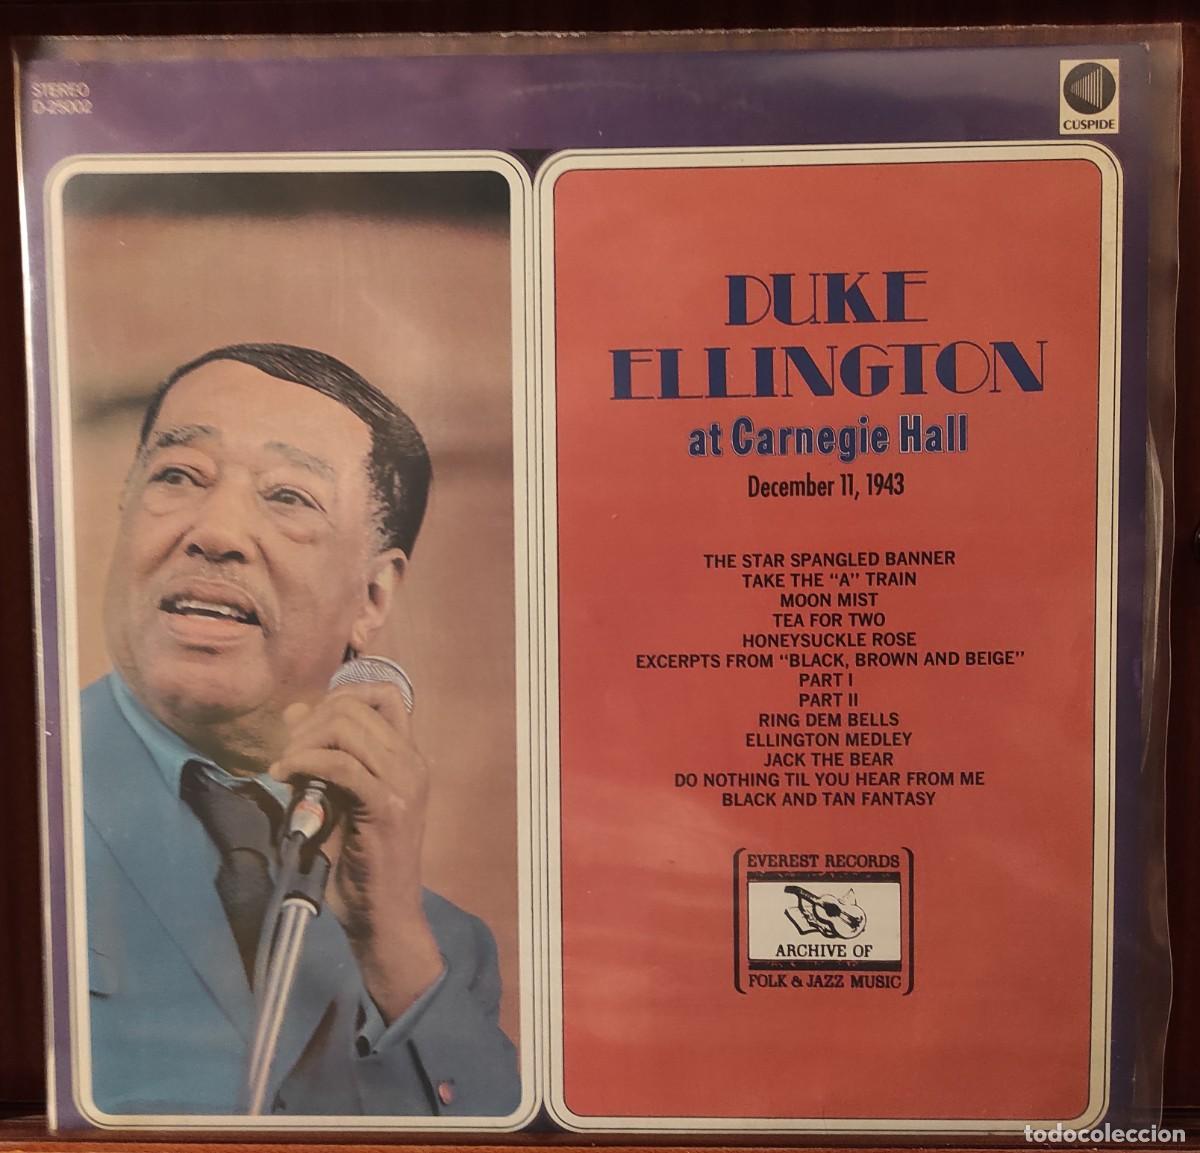 STEREO
D-25002
CÚSPIDE
DUKE
ELLINGTON
at Carnegie Hall
December 11, 1943
THE STAR SPANGLED BANNER
TAKE THE "A" TRAIN
MOON MIST
TEA FOR TWO
HONEYSUCKLE ROSE
EXCERPTS FROM "BLACK, BROWN AND BEIGE"
PART I
PART II
RING DEM BELLS
ELLINGTON MEDLEY
JACK THE BEAR
DO NOTHING TIL YOU HEAR FROM ME
BLACK AND TAN FANTASY
EVEREST RECORDS
ARCHIVE OF
FOLK & JAZZ MUSIC
todocoleccion